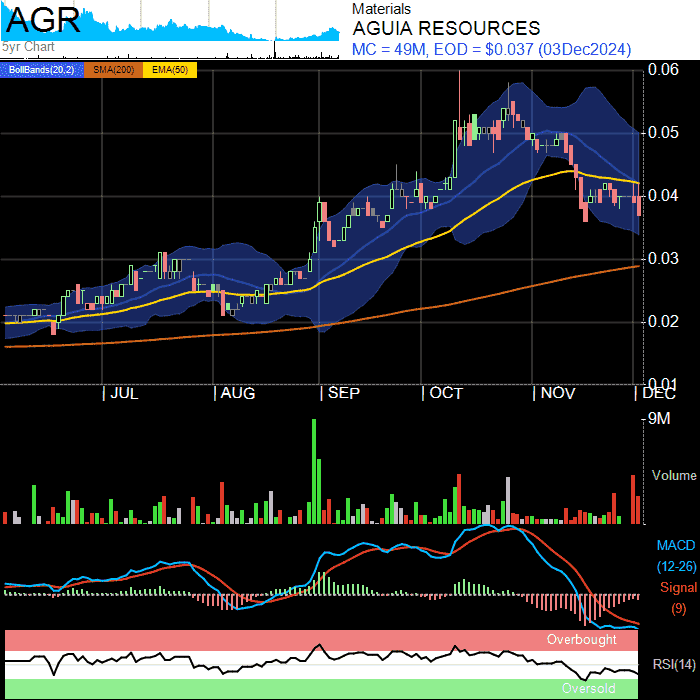 AGR
5yr Chart
Materials
AGUIA RESOURCES
MC = 49M, EOD = $0.037 (03Dec2024)
BollBands(20,2) SMA(200) EMA(50)
0.06
0.05
0.04
0.03
0.02
0.01
JUL AUG SEP OCT NOV DEC
9M
Volume
MACD
(12-26)
Signal
(9)
Overbought
RSI(14)
Oversold